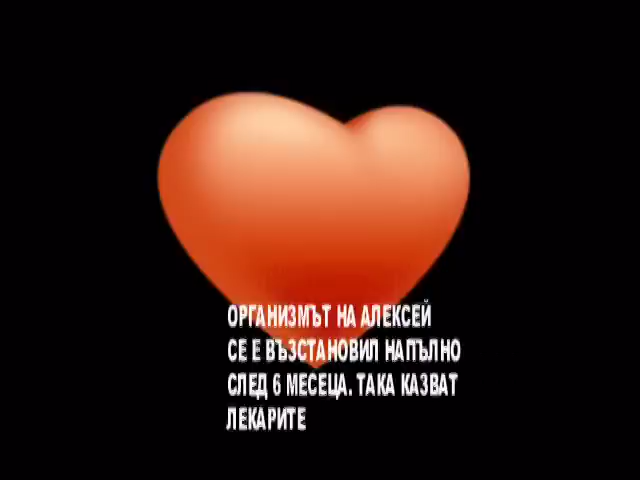 ОРГАНИЗМЪТ НА АЛЕКСЕЙ
СЕ Е ВЪЗСТАНОВИЛ НАПЪЛНО
СЛЕД 6 МЕСЕЦА. ТАКА КАЗВАТ
ЛЕКАРИТЕ